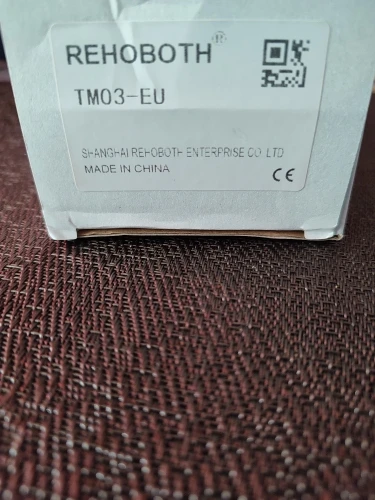 REHOBOTH ®
TM03-EU
SHANGHAI REHOBOTH ENTERPRISE CO. LTD
MADE IN CHINA
CE